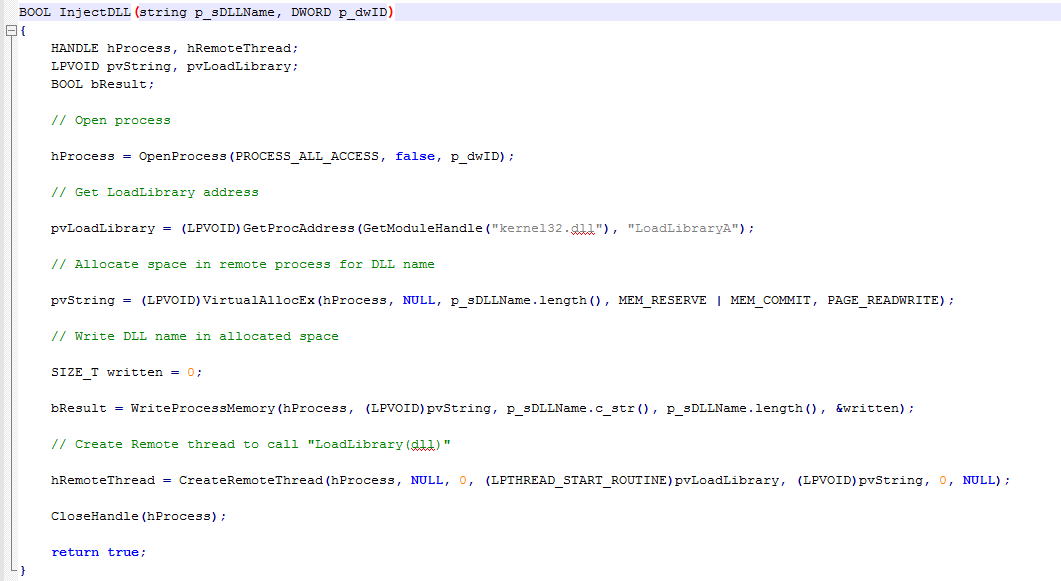 BOOL InjectDLL(string p_sDLLName, DWORD p_dwID)
{
HANDLE hProcess, hRemoteThread;
LPVOID pvString, pvLoadLibrary;
BOOL bResult;
// Open process
hProcess = OpenProcess(PROCESS_ALL_ACCESS, false, p_dwID);
// Get LoadLibrary address
pvLoadLibrary = (LPVOID)GetProcAddress(GetModuleHandle("kernel32.dll"), "LoadLibraryA");
// Allocate space in remote process for DLL name
pvString = (LPVOID)VirtualAllocEx(hProcess, NULL, p_sDLLName.length(), MEM_RESERVE | MEM_COMMIT, PAGE_READWRITE);
// Write DLL name in allocated space
SIZE_T written = 0;
bResult = WriteProcessMemory(hProcess, (LPVOID)pvString, p_sDLLName.c_str(), p_sDLLName.length(), &written);
// Create Remote thread to call "LoadLibrary(dll)"
hRemoteThread = CreateRemoteThread(hProcess, NULL, 0, (LPTHREAD_START_ROUTINE)pvLoadLibrary, (LPVOID)pvString, 0, NULL);
CloseHandle(hProcess);
return true;
}